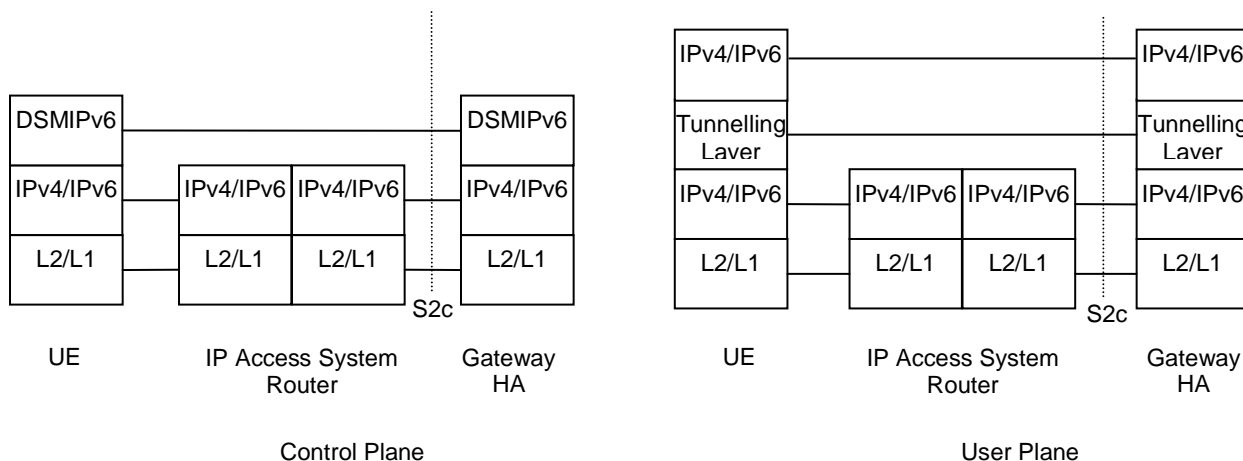 DSMIPv6
DSMIPv6
IPv4/IPv6
IPv4/IPv6
IPv4/IPv6
IPv4/IPv6
L2/L1
L2/L1
L2/L1
L2/L1
S2c
UE
IP Access System
Router
Gateway
HA
Control Plane
IPv4/IPv6
IPv4/IPv6
Tunnelling
Layer
Tunnelling
Layer
IPv4/IPv6
IPv4/IPv6
IPv4/IPv6
IPv4/IPv6
L2/L1
L2/L1
L2/L1
L2/L1
S2c
UE
IP Access System
Router
Gateway
HA
User Plane